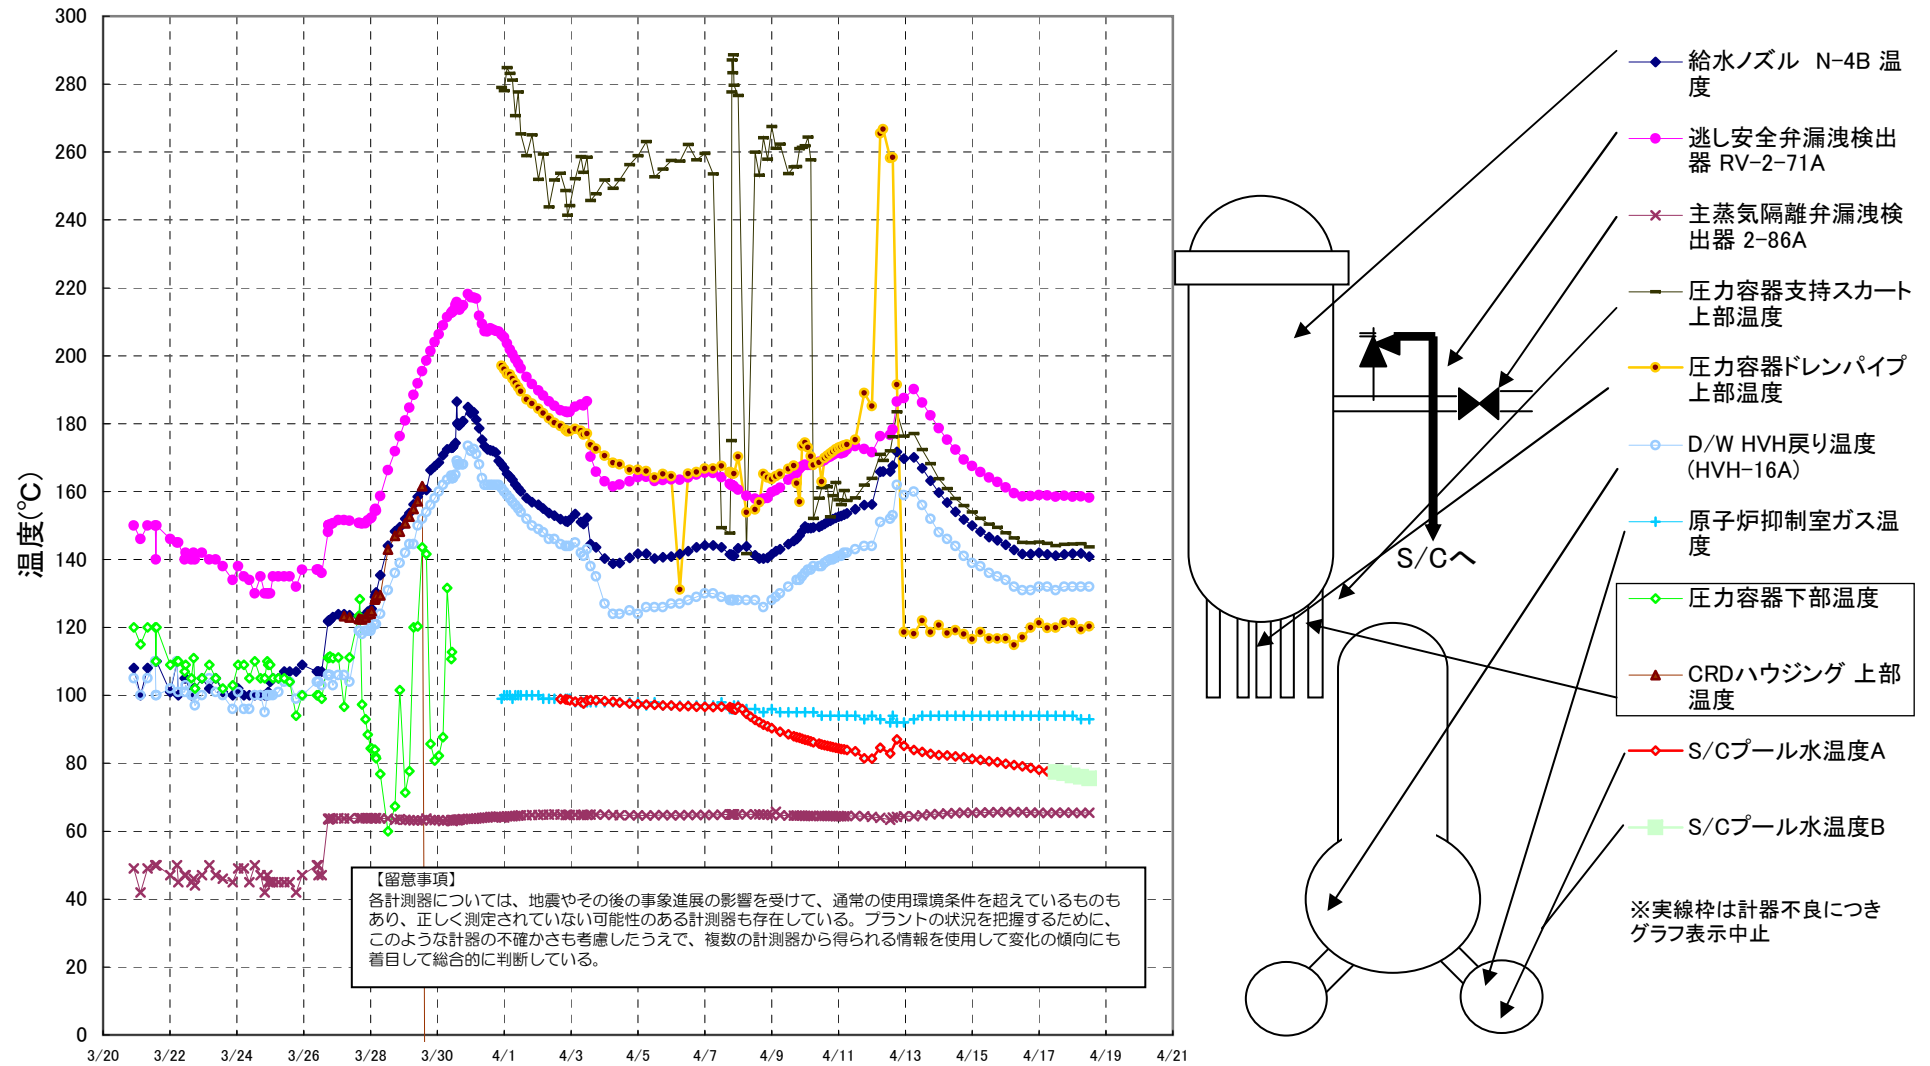 300
280
260
240
220
200
180
160
140
120
100
80
60
40
20
0
温度(℃)
3/20
3/22
3/24
3/26
3/28
3/30
4/1
4/3
4/5
4/7
4/9
4/11
4/13
4/15
4/17
4/19
4/21
【留意事項】
各計測器については、地震やその後の事象進展の影響を受けて、通常の使用環境条件を超えているものも
あり、正しく測定されていない可能性のある計測器も存在している。プラントの状況を把握するために、
このような計器の不確かさも考慮したうえで、複数の計測器から得られる情報を使用して変化の傾向にも
着目して総合的に判断している。
S/Cへ
給水ノズル　N-4B 温
度
逃し安全弁漏洩検出
器 RV-2-71A
主蒸気隔離弁漏洩検
出器 2-86A
圧力容器支持スカート
上部温度
圧力容器ドレンパイプ
上部温度
D/W HVH戻り温度
(HVH-16A)
原子炉抑制室ガス温
度
圧力容器下部温度
CRDハウジング 上部
温度
S/Cプール水温度A
S/Cプール水温度B
※実線枠は計器不良につき
グラフ表示中止